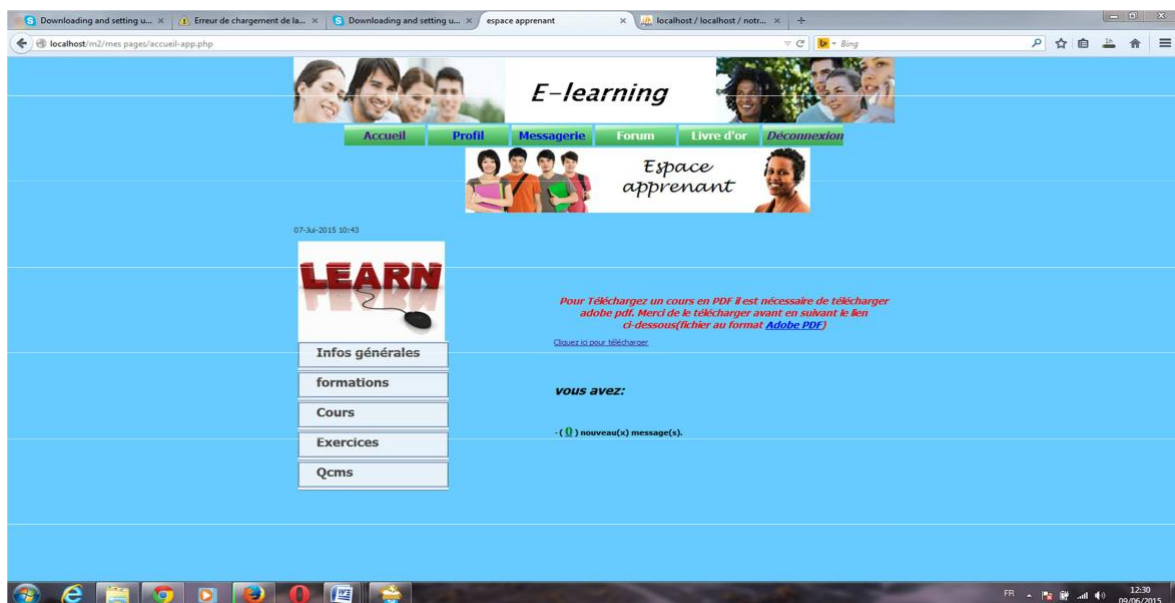 Downloading and setting u...
Erreur de chargement de la...
Downloading and setting u...
espace apprenant
localhost / localhost / notr...
localhost/m2/mes pages/accueil-app.php
Bing
E-learning
Accueil Profil Messagerie Forum Livre d'or Déconnexion
Espace
apprenant
07-Jui-2015 10:43
LEARN
Pour Téléchargez un cours en PDF il est nécessaire de télécharger
adobe pdf. Merci de le télécharger avant en suivant le lien
ci-dessous(fichier au format Adobe PDF)
Cliquez ici pour télécharger
Infos générales
formations
Cours
Exercices
Qcms
vous avez:
- ( 0 ) nouveau(x) message(s).
FR
12:30
09/06/2015